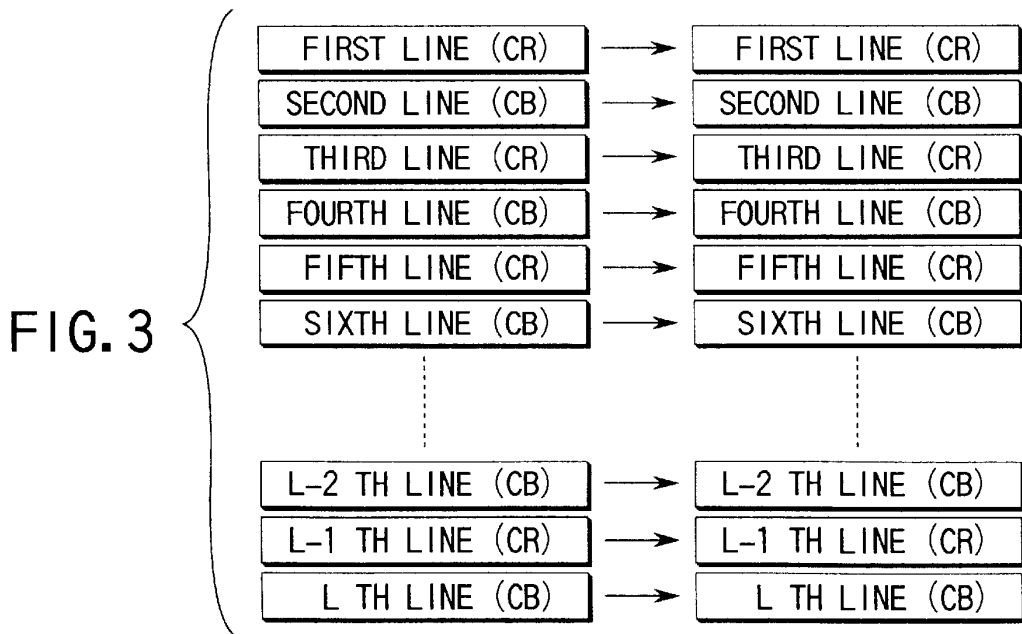 FIRST LINE (CR) FIRST LINE (CR)
SECOND LINE (CB) SECOND LINE (CB)
THIRD LINE (CR) THIRD LINE (CR)
FOURTH LINE (CB) FOURTH LINE (CB)
FIFTH LINE (CR) FIFTH LINE (CR)
FIG. 3
SIXTH LINE (CB) SIXTH LINE (CB)
L-2 TH LINE (CB) L-2 TH LINE (CB)
L-1 TH LINE (CR) L-1 TH LINE (CR)
L TH LINE (CB) L TH LINE (CB)